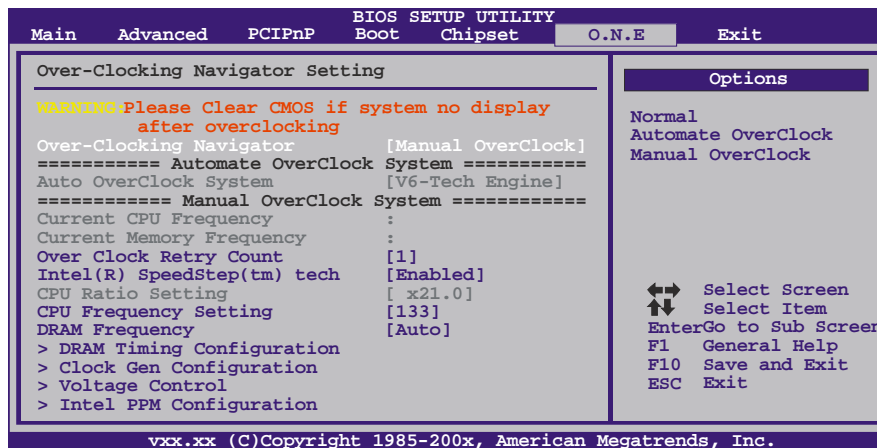 BIOS SETUP UTILITY
Main Advanced PCIPnP Boot Chipset O.N.E Exit
Over-Clocking Navigator Setting
WARNING:Please Clear CMOS if system no display
after overclocking
Over-Clocking Navigator [Manual OverClock]
=========== Automate OverClock System ===========
Auto OverClock System [V6-Tech Engine]
============ Manual OverClock System ============
Current CPU Frequency :
Current Memory Frequency :
Over Clock Retry Count [1]
Intel(R) SpeedStep(tm) tech [Enabled]
CPU Ratio Setting [ x21.0]
CPU Frequency Setting [133]
DRAM Frequency [Auto]
> DRAM Timing Configuration
> Clock Gen Configuration
> Voltage Control
> Intel PPM Configuration
Options
Normal
Automate OverClock
Manual OverClock
Select Screen
Select Item
EnterGo to Sub Screen
F1 General Help
F10 Save and Exit
ESC Exit
vxx.xx (C)Copyright 1985-200x, American Megatrends, Inc.